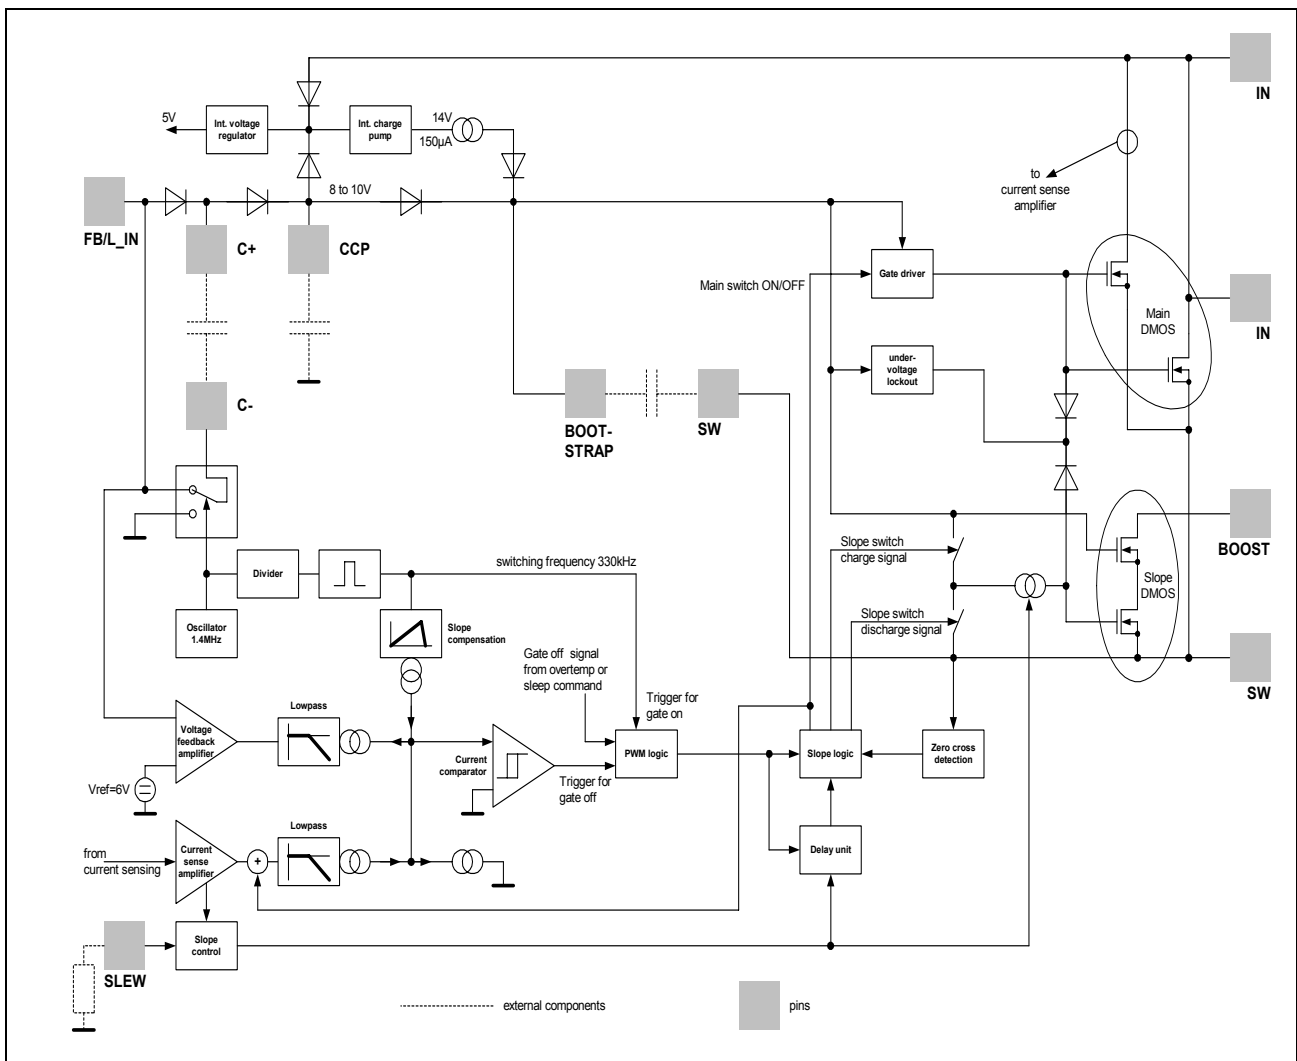 IN
5V
Int. voltage
regulator
Int. charge
pump
14V
150µA
to
current sense
amplifier
8 to 10V
FB/L_IN
C+
CCP
Main switch ON/OFF
Gate driver
Main
DMOS
IN
under-
voltage
lockout
C-
BOOT-
STRAP
SW
BOOST
Slope switch
charge signal
Slope
DMOS
switching frequency 330kHz
Divider
Oscillator
1.4MHz
Slope
compensation
Slope switch
discharge signal
Gate off signal
from overtemp or
sleep command
SW
Trigger for
gate on
Lowpass
Voltage
feedback
amplifier
Current
comparator
PWM logic
Slope logic
Zero cross
detection
Vref=6V
Trigger for
gate off
Lowpass
from
current sensing
Current
sense
amplifier
+
Delay unit
Slope
control
SLEW
external components
pins